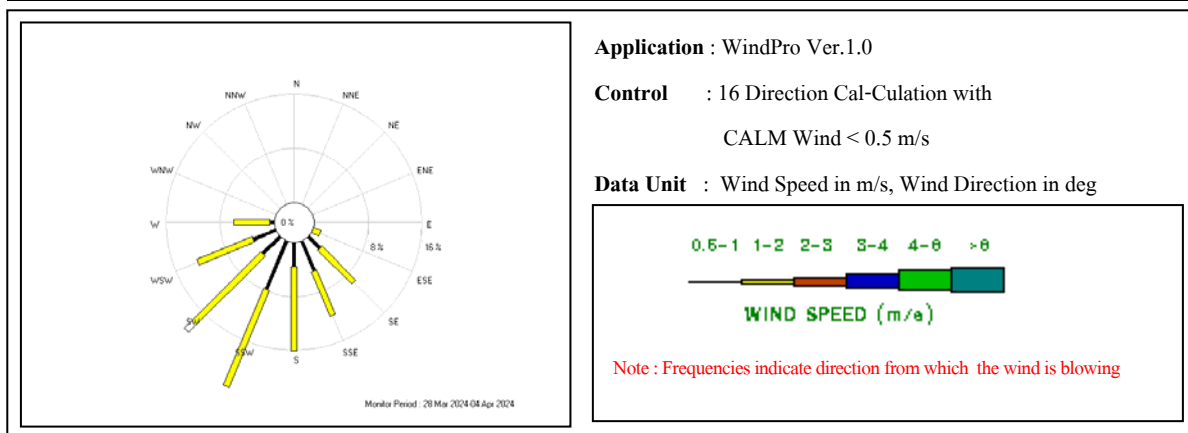 N
NNW
NNE
NW
NE
WNW
ENE
W
0 %
E
8 %
16 %
WSW
ESE
SW
SE
SSW
SSE
S
Monitor Period : 28 Mar 2024-04 Apr 2024
Application : WindPro Ver.1.0
Control : 16 Direction Cal-Culation with
CALM Wind < 0.5 m/s
Data Unit : Wind Speed in m/s, Wind Direction in deg
0.5-1 1-2 2-3 3-4 4-6 >6
WIND SPEED (m/s)
Note : Frequencies indicate direction from which the wind is blowing